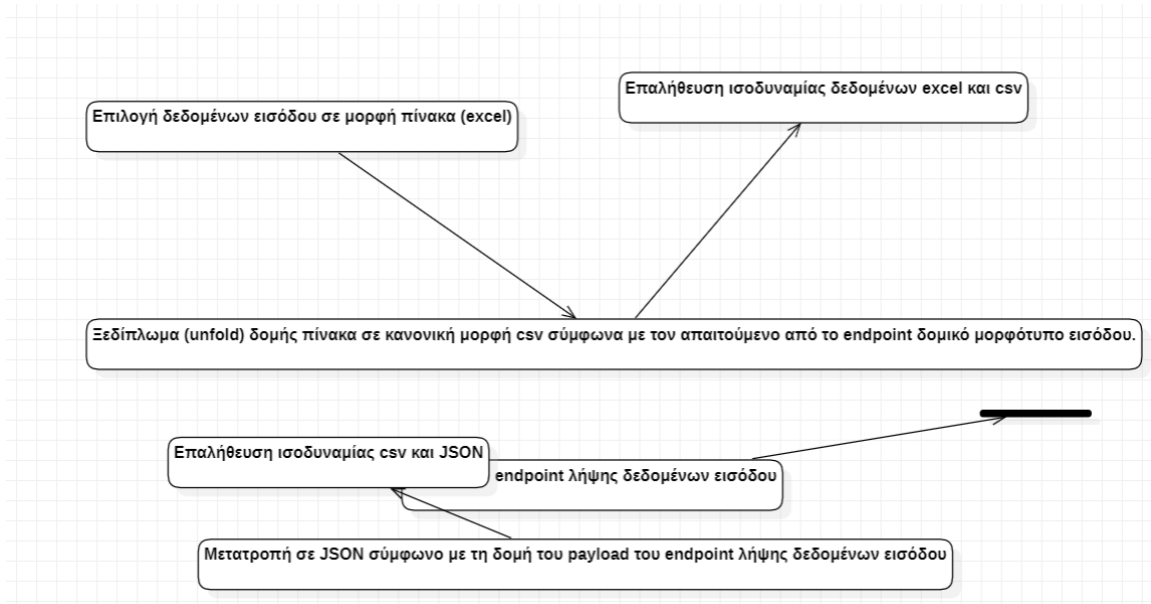 Επαλήθευση ισοδυναμίας δεδομένων excel και csv
Επιλογή δεδομένων εισόδου σε μορφή πίνακα (excel)
Ξεδίπλωμα (unfold) δομής πίνακα σε κανονική μορφή csv σύμφωνα με τον απαιτούμενο από το endpoint δομικό μορφότυπο εισόδου.
Επαλήθευση ισοδυναμίας csv και JSON
endpoint λήψης δεδομένων εισόδου
Μετατροπή σε JSON σύμφωνο με τη δομή του payload του endpoint λήψης δεδομένων εισόδου